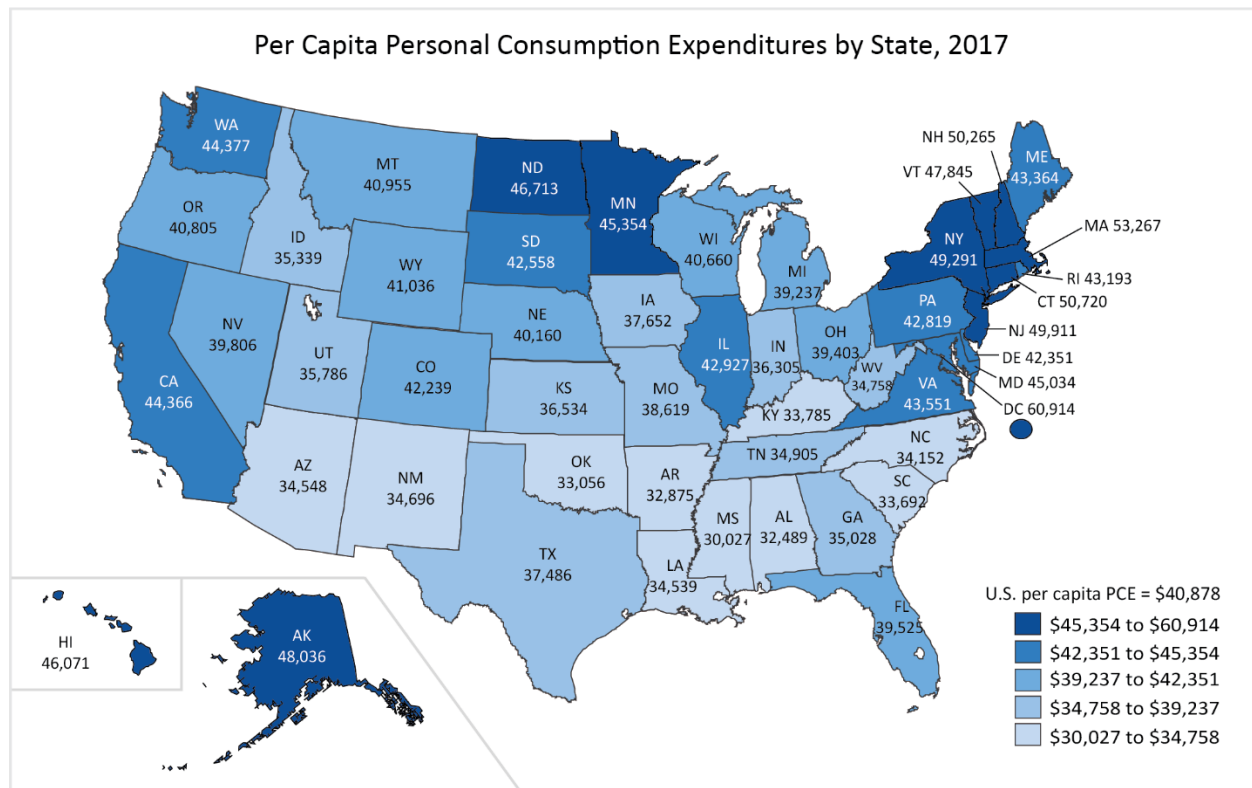 Per Capita Personal Consumption Expenditures by State, 2017
WA
44,377
MT
40,955
ND
46,713
MN
45,354
NH 50,265
VT 47,845
ME
43,364
OR
40,805
ID
35,339
WY
41,036
SD
42,558
WI
40,660
MI
39,237
NY
49,291
MA 53,267
RI 43,193
CT 50,720
NV
39,806
UT
35,786
CO
42,239
NE
40,160
IA
37,652
IL
42,927
IN
36,305
OH
39,403
PA
42,819
NJ 49,911
DE 42,351
MD 45,034
DC 60,914
CA
44,366
KS
36,534
MO
38,619
KY 33,785
WV
34,758
VA
43,551
AZ
34,548
NM
34,696
OK
33,056
AR
32,875
TN 34,905
NC
34,152
SC
33,692
TX
37,486
LA
34,539
MS
30,027
AL
32,489
GA
35,028
FL
39,525
HI
46,071
AK
48,036
U.S. per capita PCE = $40,878
$45,354 to $60,914
$42,351 to $45,354
$39,237 to $42,351
$34,758 to $39,237
$30,027 to $34,758